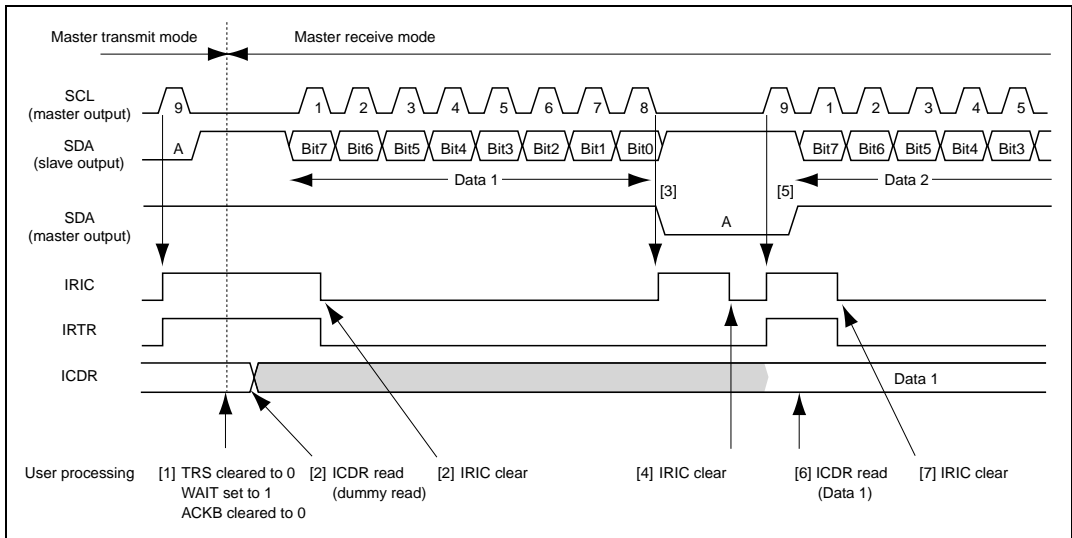 Master transmit mode Master receive mode
SCL
(master output)
9 1 2 3 4 5 6 7 8 9 1 2 3 4 5
SDA
(slave output)
A Bit7 Bit6 Bit5 Bit4 Bit3 Bit2 Bit1 Bit0 Bit7 Bit6 Bit5 Bit4 Bit3
Data 1 [3] [5] Data 2
SDA
(master output)
A
IRIC
IRTR
ICDR
Data 1
User processing [1] TRS cleared to 0 [2] ICDR read [2] IRIC clear [4] IRIC clear [6] ICDR read [7] IRIC clear
WAIT set to 1 (dummy read) (Data 1)
ACKB cleared to 0